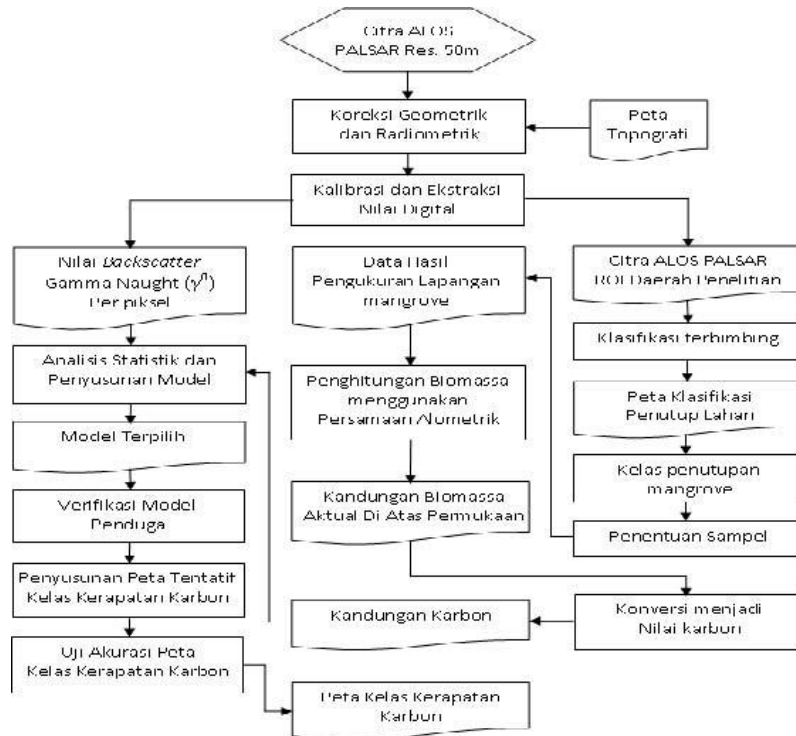 Citra ALOS
PALSAR Res. 50m
Koreksi Geometrik
dan Radiometrik
Peta
Topografi
Kalibrasi dan Ekstraksi
Nilai Digital
Nilai Backscatter
Gamma Naught (γ⁰)
Per piksel
Data Hasil
Pengukuran Lapangan
mangrove
Citra ALOS PALSAR
ROI Daerah Penelitian
Analisis Statistik dan
Penyusunan Model
Penghitungan Biomassa
menggunakan
Persamaan Alometrik
Klasifikasi terbimbing
Peta Klasifikasi
Penutup Lahan
Model Terpilih
Kelas penutupan
mangrove
Verifikasi Model
Penduga
Kandungan Biomassa
Aktual Di Atas Permukaan
Penentuan Sampel
Penyusunan Peta Tentatif
Kelas Kerapatan Karbon
Kandungan Karbon
Konversi menjadi
Nilai karbon
Uji Akurasi Peta
Kelas Kerapatan Karbon
Peta Kelas Kerapatan
Karbon